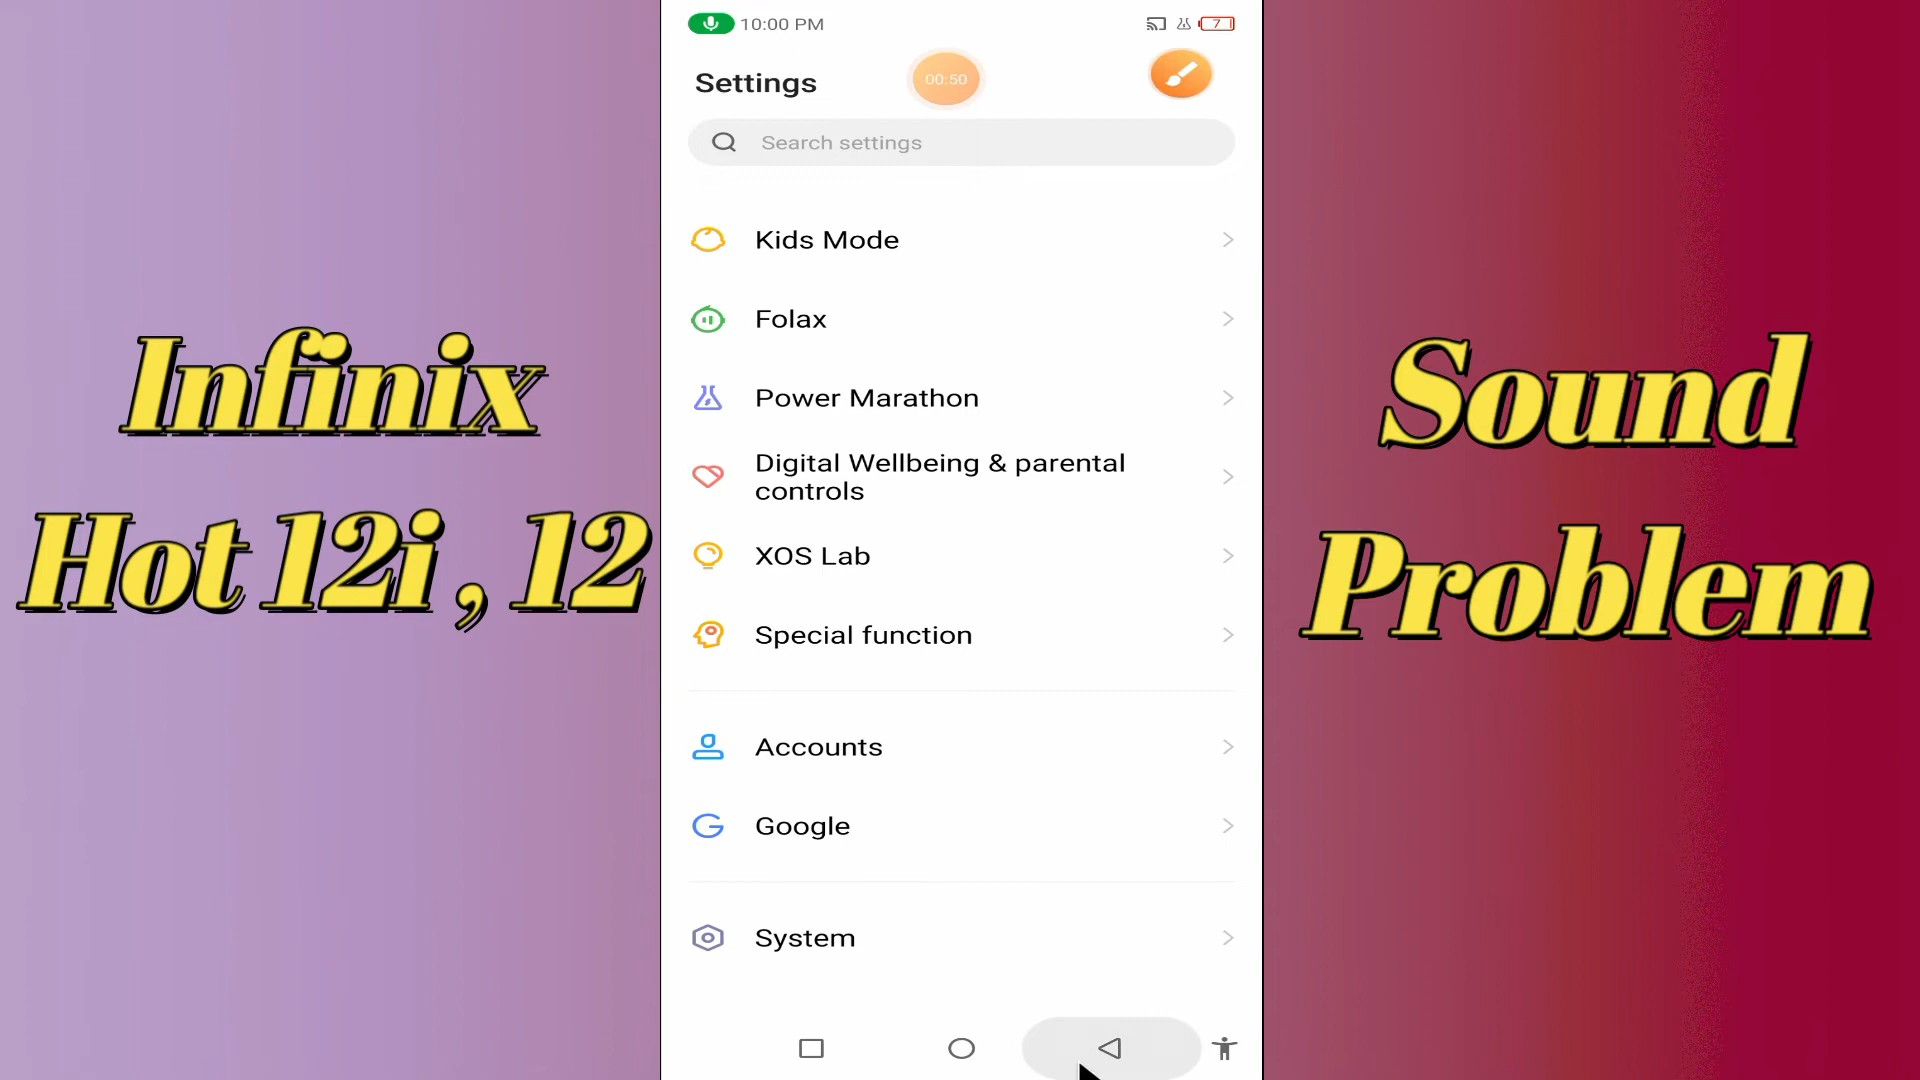 10:00 PM
7
Settings
00:50
Search settings
Kids Mode
Folax
Power Marathon
Digital Wellbeing & parental
controls
XOS Lab
Special function
Accounts
Google
System
Infinix
Hot 12i , 12
Sound
Problem